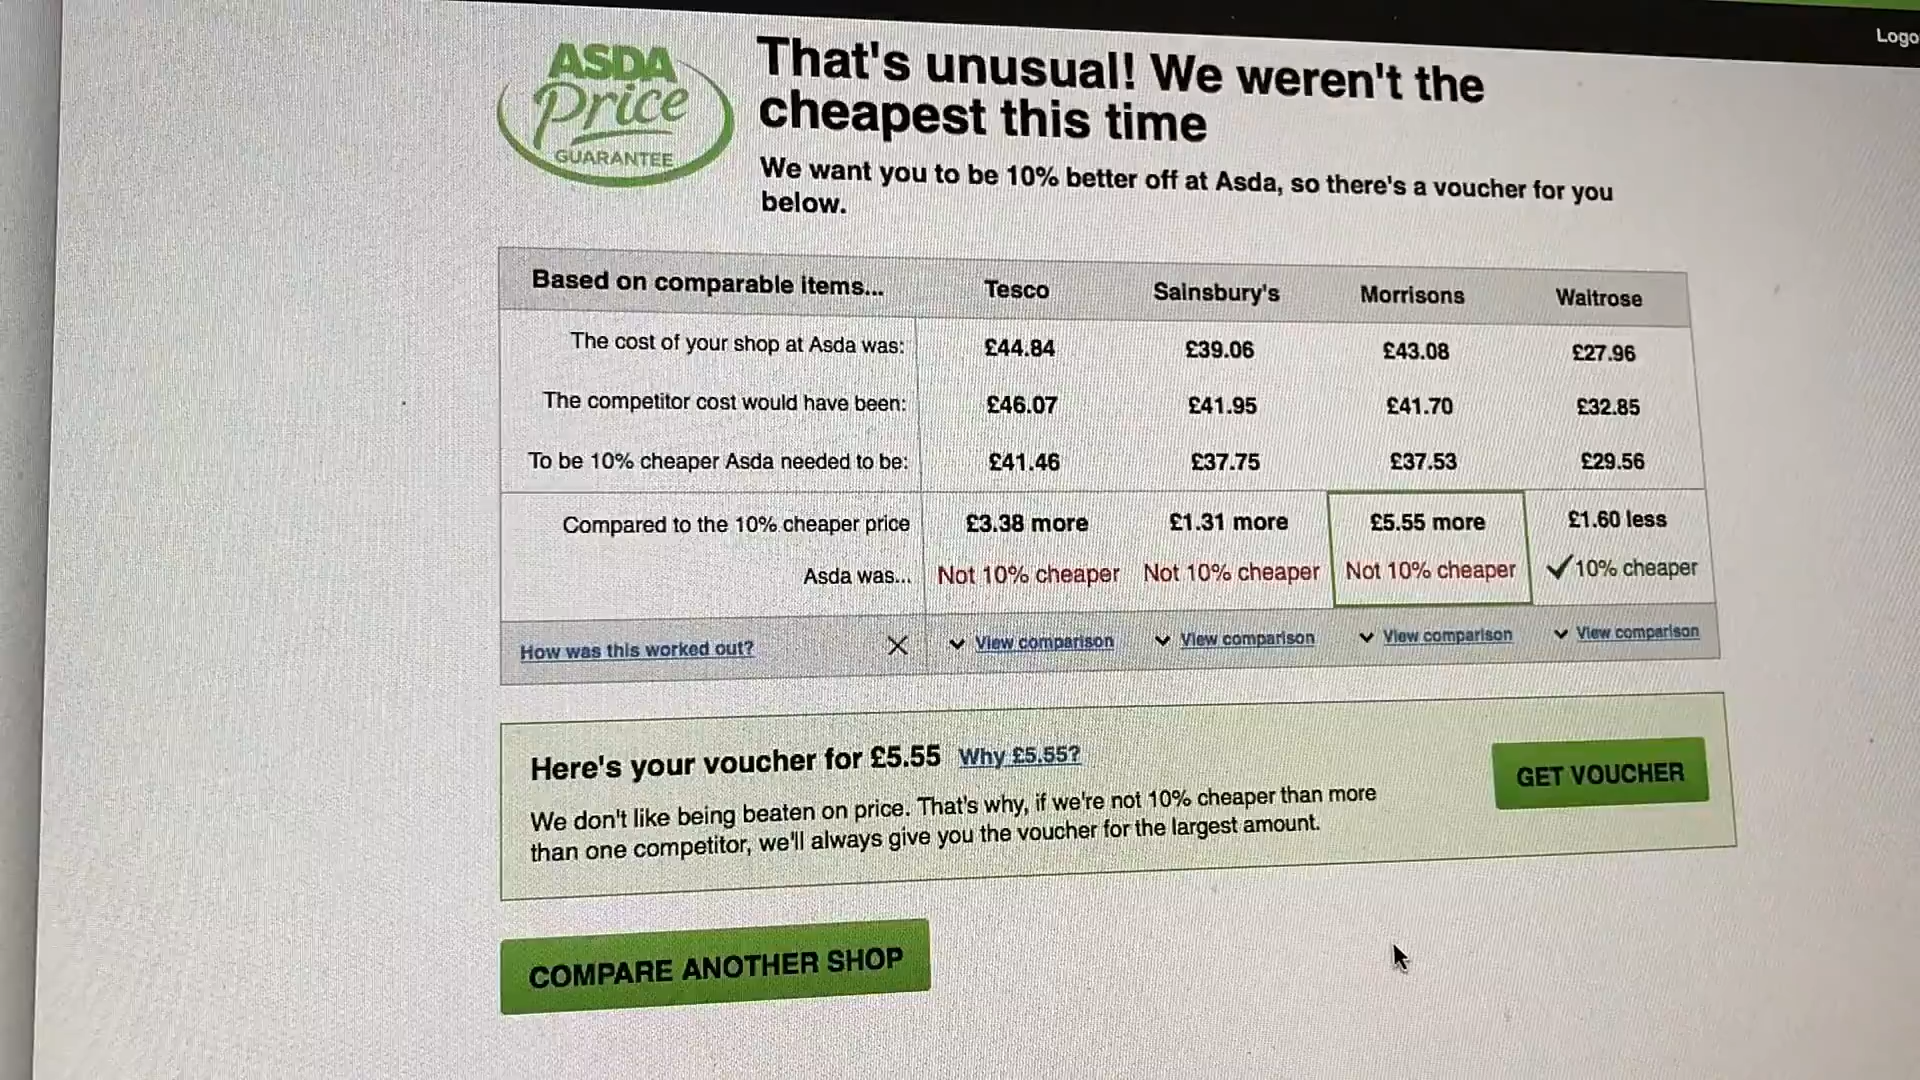 Logo
ASDA
Price
GUARANTEE
That's unusual! We weren't the
cheapest this time
We want you to be 10% better off at Asda, so there's a voucher for you
below.
Based on comparable items... Tesco Sainsbury's Morrisons Waitrose
The cost of your shop at Asda was: £44.84 £39.06 £43.08 £27.96
The competitor cost would have been: £46.07 £41.95 £41.70 £32.85
To be 10% cheaper Asda needed to be: £41.46 £37.75 £37.53 £29.56
Compared to the 10% cheaper price £3.38 more £1.31 more £5.55 more £1.60 less
Asda was... Not 10% cheaper Not 10% cheaper Not 10% cheaper 10% cheaper
How was this worked out? View comparison View comparison View comparison View comparison
Here's your voucher for £5.55 Why £5.55?
We don't like being beaten on price. That's why, if we're not 10% cheaper than more
than one competitor, we'll always give you the voucher for the largest amount.
GET VOUCHER
COMPARE ANOTHER SHOP